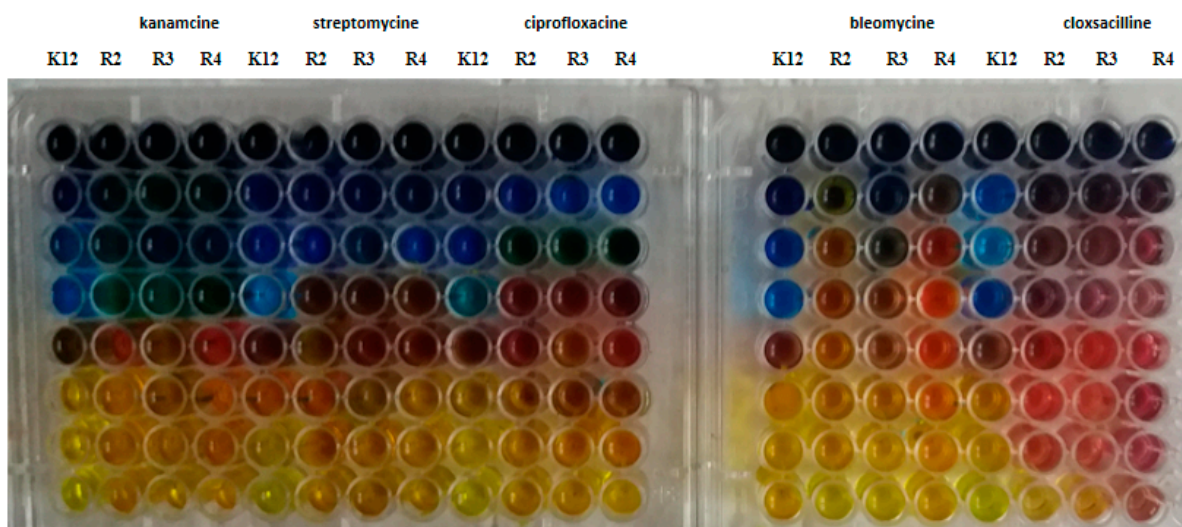 kanamcine streptomycine ciprofloxacine bleomycine cloxsacilline
K12 R2 R3 R4 K12 R2 R3 R4 K12 R2 R3 R4 K12 R2 R3 R4 K12 R2 R3 R4